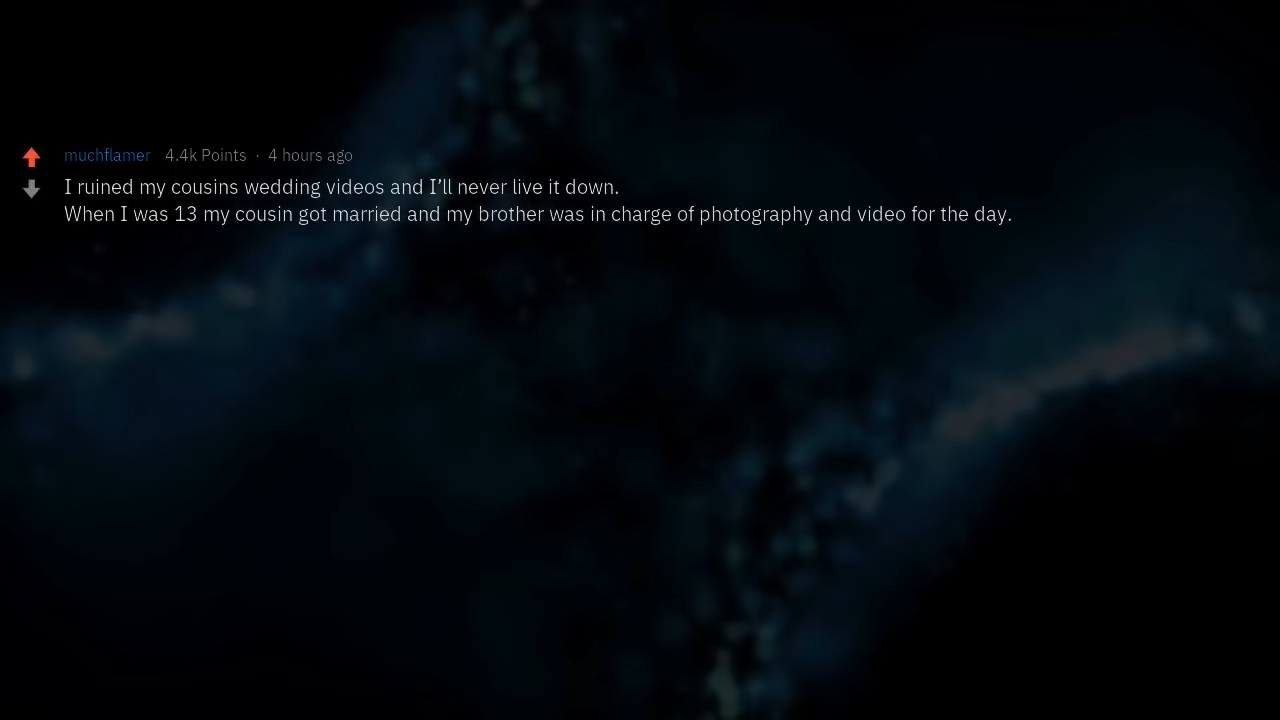 muchflamer 4.4k Points · 4 hours ago
I ruined my cousins wedding videos and I’ll never live it down.
When I was 13 my cousin got married and my brother was in charge of photography and video for the day.